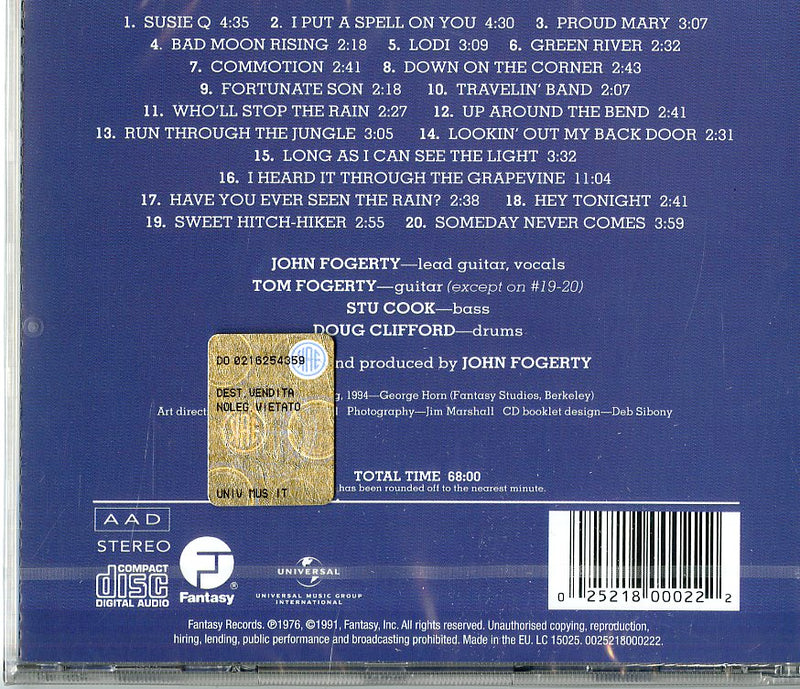 1. SUSIE Q 4:35 2. I PUT A SPELL ON YOU 4:30 3. PROUD MARY 3:07
4. BAD MOON RISING 2:18 5. LODI 3:09 6. GREEN RIVER 2:32
7. COMMOTION 2:41 8. DOWN ON THE CORNER 2:43
9. FORTUNATE SON 2:18 10. TRAVELIN' BAND 2:07
11. WHO'LL STOP THE RAIN 2:27 12. UP AROUND THE BEND 2:41
13. RUN THROUGH THE JUNGLE 3:05 14. LOOKIN' OUT MY BACK DOOR 2:31
15. LONG AS I CAN SEE THE LIGHT 3:32
16. I HEARD IT THROUGH THE GRAPEVINE 11:04
17. HAVE YOU EVER SEEN THE RAIN? 2:38 18. HEY TONIGHT 2:41
19. SWEET HITCH-HIKER 2:55 20. SOMEDAY NEVER COMES 3:59
JOHN FOGERTY—lead guitar, vocals
TOM FOGERTY—guitar (except on #19-20)
STU COOK—bass
DOUG CLIFFORD—drums
nd produced by JOHN FOGERTY
g, 1994—George Horn (Fantasy Studios, Berkeley)
Art direc Photography—Jim Marshall CD booklet design—Deb Sibony
DO 0216254359
DEST.VENDITA
NOLEG.VIETATO
UNIV MUS IT
TOTAL TIME 68:00
has been rounded off to the nearest minute.
AAD
STEREO
COMPACT
disc
DIGITAL AUDIO
Fantasy®
UNIVERSAL
UNIVERSAL MUSIC GROUP
INTERNATIONAL
0 25218 00022 2
Fantasy Records. ℗1976, ©1991, Fantasy, Inc. All rights reserved. Unauthorised copying, reproduction,
hiring, lending, public performance and broadcasting prohibited. Made in the EU. LC 15025. 0025218000222.